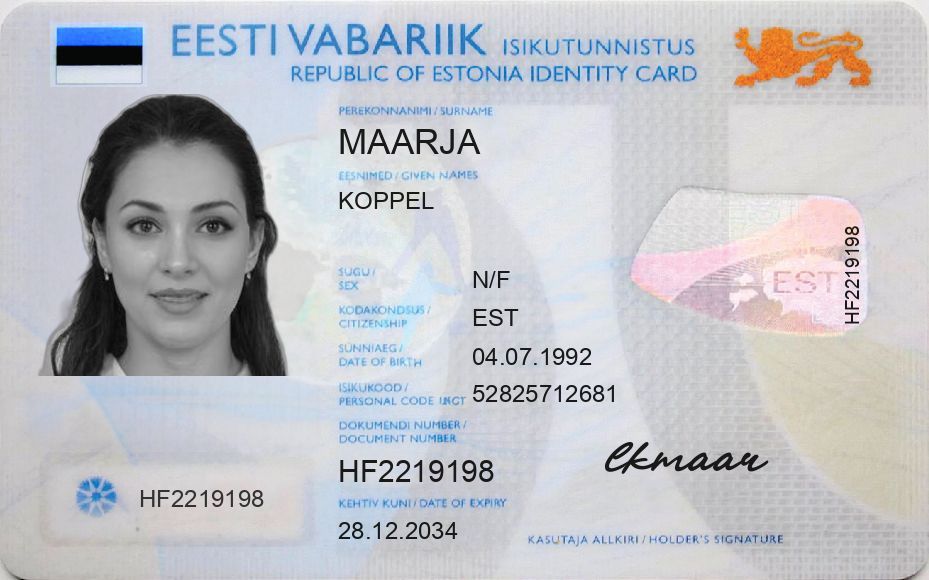 EESTI VABARIIK ISIKUTUNNISTUS
REPUBLIC OF ESTONIA IDENTITY CARD
PEREKONNANIMI / SURNAME
MAARJA
EESNIMED / GIVEN NAMES
KOPPEL
SUGU /
SEX
N/F
KODAKONDSUS /
CITIZENSHIP
EST
SÜNNIAEG /
DATE OF BIRTH
04.07.1992
ISIKUKOOD /
PERSONAL CODE
52825712681
DOKUMENDI NUMBER /
DOCUMENT NUMBER
HF2219198
KEHTIV KUNI / DATE OF EXPIRY
28.12.2034
HF2219198
EST
HF2219198
lkmaar
KASUTAJA ALLKIRI / HOLDER'S SIGNATURE